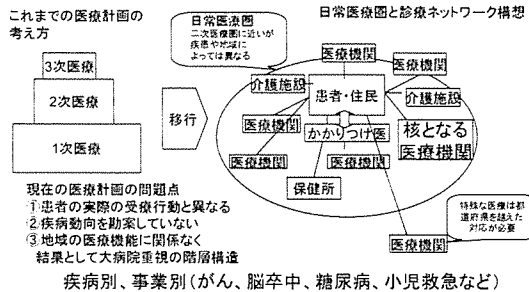 これまでの医療計画の
考え方
3次医療
2次医療
1次医療
現在の医療計画の問題点
①患者の実際の受療行動と異なる
②疾病動向を勘案していない
③地域の医療機能に関係なく
結果として大病院重視の階層構造
移行
日常医療圏と診療ネットワーク構想
日常医療圏
二次医療圏に近いが
疾患や地域に
よっては異なる
医療機関
医療機関
介護施設
患者・住民
介護施設
医療機関
かかりつけ医
核となる
医療機関
医療機関
医療機関
保健所
特殊な医療は都
道府県を越えた
対応が必要
医療機関
疾病別、事業別(がん、脳卒中、糖尿病、小児救急など)